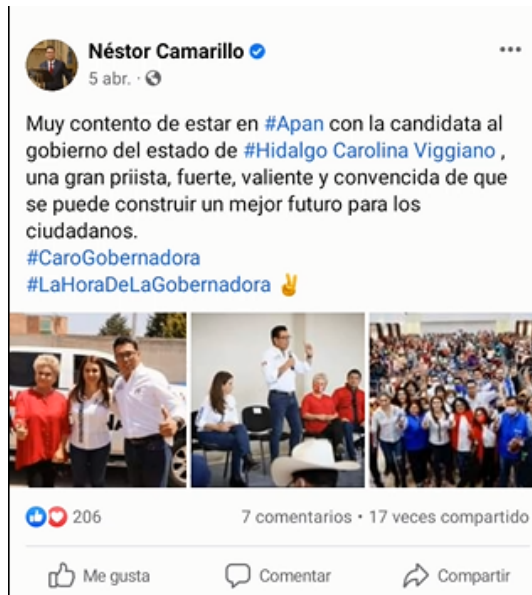 Néstor Camarillo
5 abr. ·
Muy contento de estar en #Apan con la candidata al
gobierno del estado de #Hidalgo Carolina Viggiano ,
una gran priista, fuerte, valiente y convencida de que
se puede construir un mejor futuro para los
ciudadanos.
#CaroGobernadora
#LaHoraDeLaGobernadora ✌
206 7 comentarios • 17 veces compartido
Me gusta Comentar Compartir